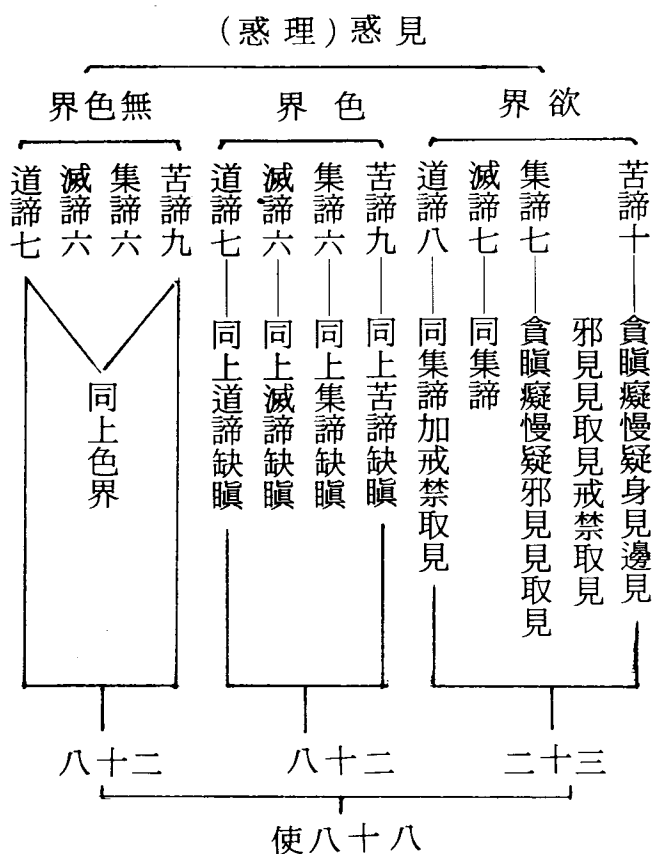 見惑（理惑）
欲界
色界
無色界
苦諦十
貪瞋癡慢疑身見邊見
邪見見取見戒禁取見
集諦七
貪瞋癡慢疑邪見見取見
滅諦七
同集諦
道諦八
同集諦加戒禁取見
苦諦九
同上苦諦缺瞋
集諦六
同上集諦缺瞋
滅諦六
同上滅諦缺瞋
道諦七
同上道諦缺瞋
苦諦九
集諦六
滅諦六
道諦七
同上色界
三十二
二十八
二十八
八十八使